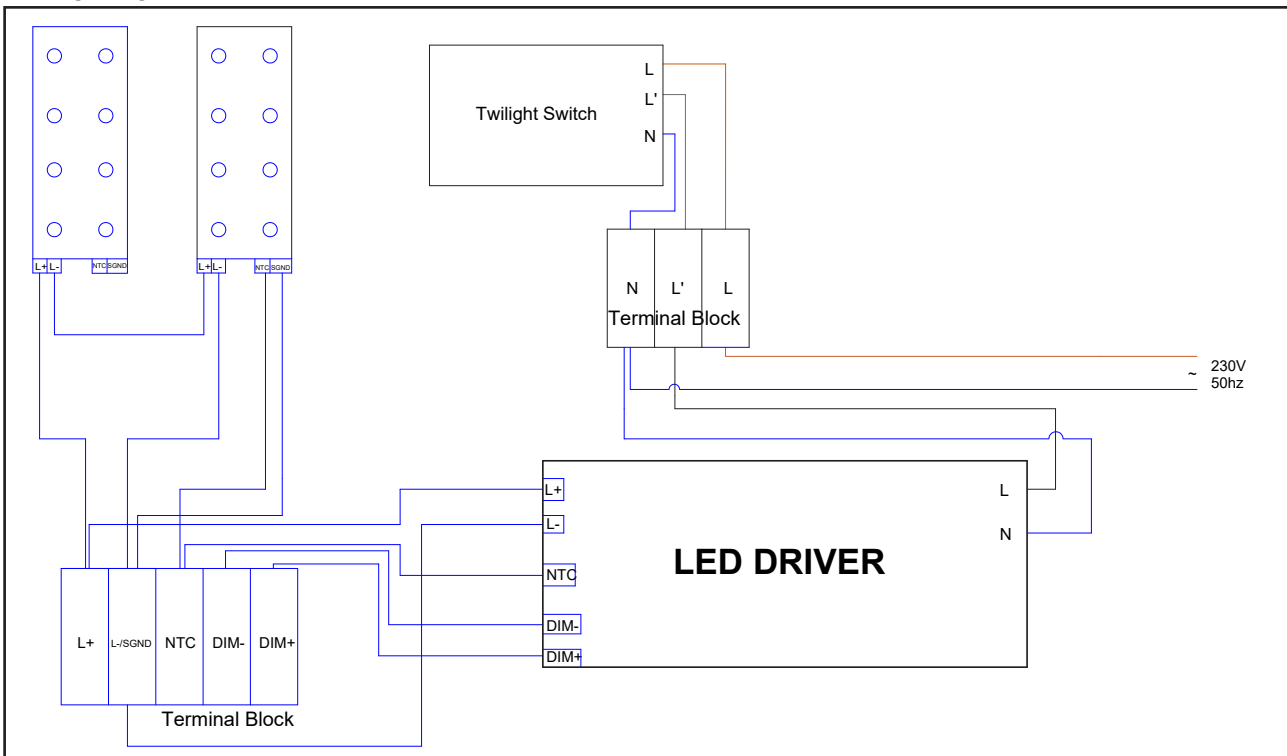 L+ L- NTC SGND
L+ L- NTC SGND
Twilight Switch
L
L'
N
N L' L
Terminal Block
230V
~
50hz
L+
L-
NTC
DIM-
DIM+
LED DRIVER
L
N
L+ L-/SGND NTC DIM- DIM+
Terminal Block